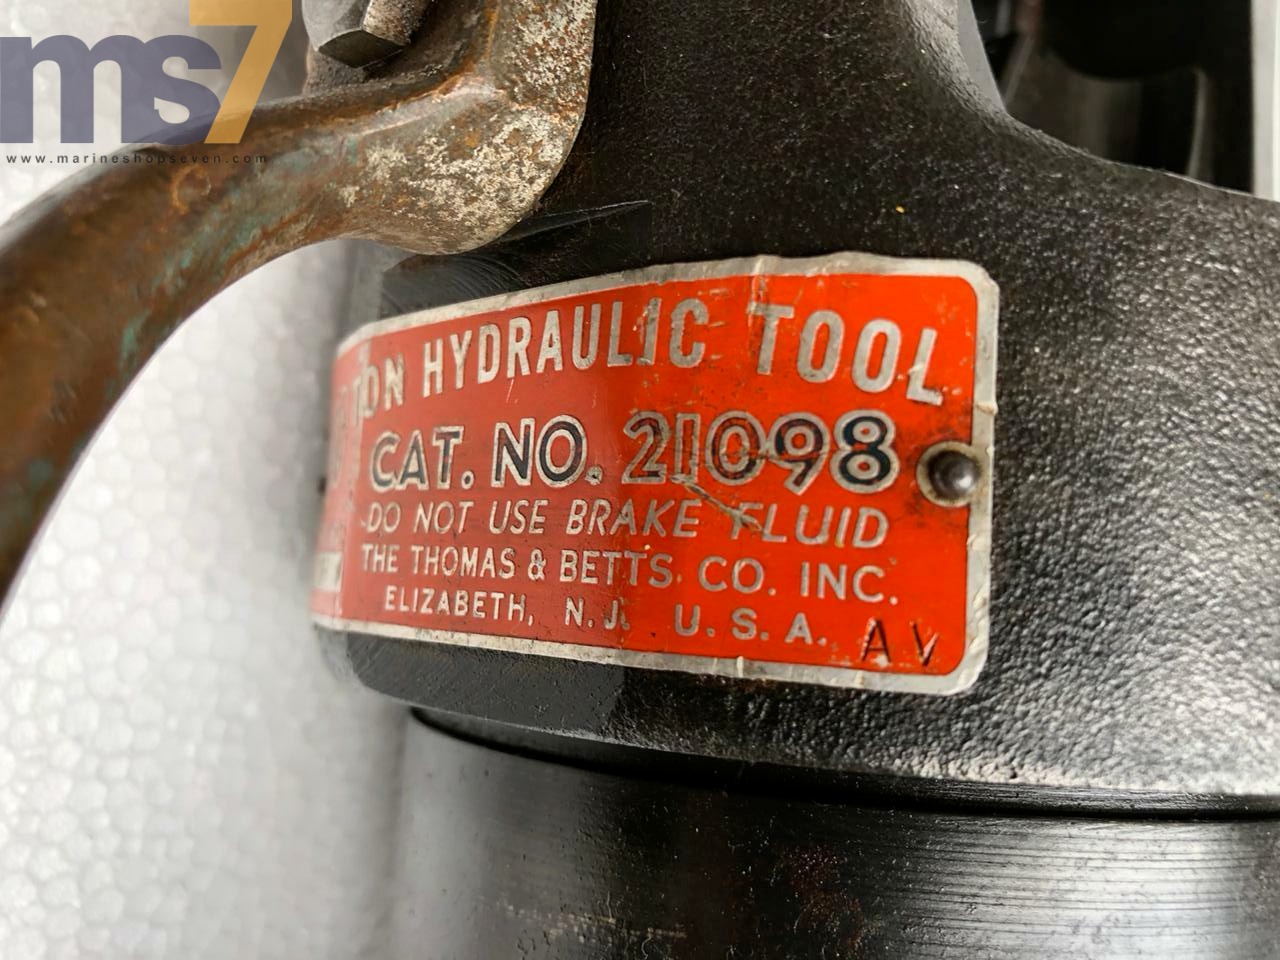 ms7
www.marineshopseven.com
TON HYDRAULIC TOOL
CAT. NO. 21098
DO NOT USE BRAKE FLUID
THE THOMAS & BETTS CO. INC.
ELIZABETH, N.J. U.S.A. AV